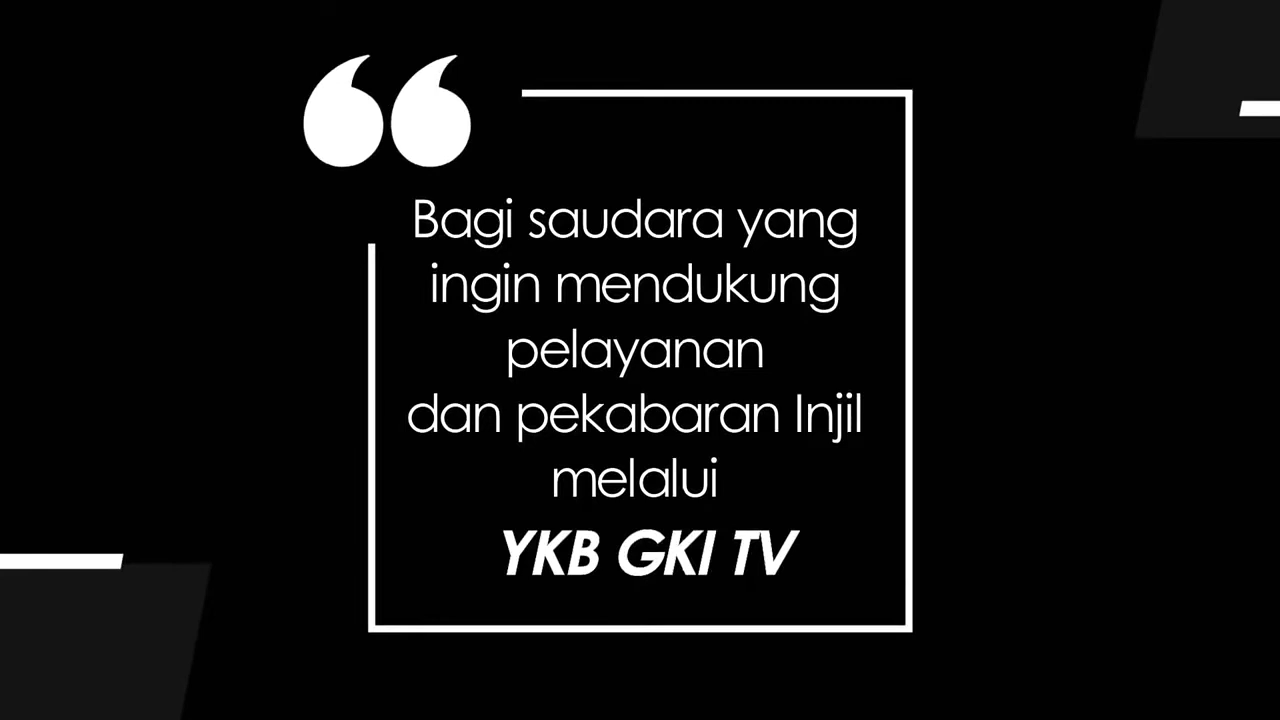 Bagi saudara yang
ingin mendukung
pelayanan
dan pekabaran Injil
melalui
YKB GKI TV